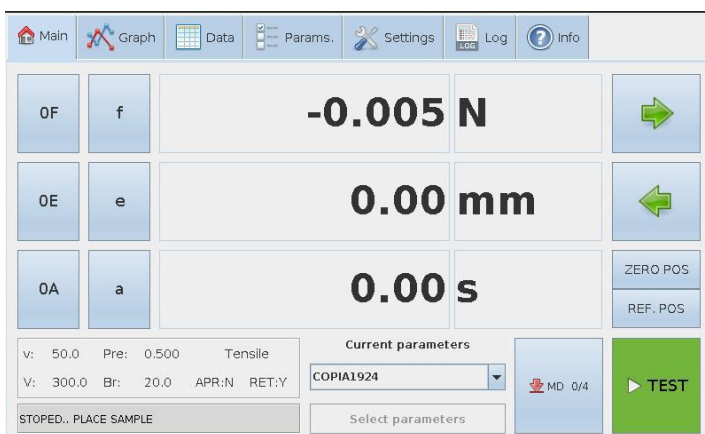 Main Graph Data Params. Settings LOG Log ? Info
0F f -0.005 N
0E e 0.00 mm
0A a 0.00 s
ZERO POS
REF. POS
v: 50.0 Pre: 0.500 Tensile
V: 300.0 Br: 20.0 APR:N RET:Y
STOPED.. PLACE SAMPLE
Current parameters
COPIA1924
Select parameters
MD 0/4
TEST